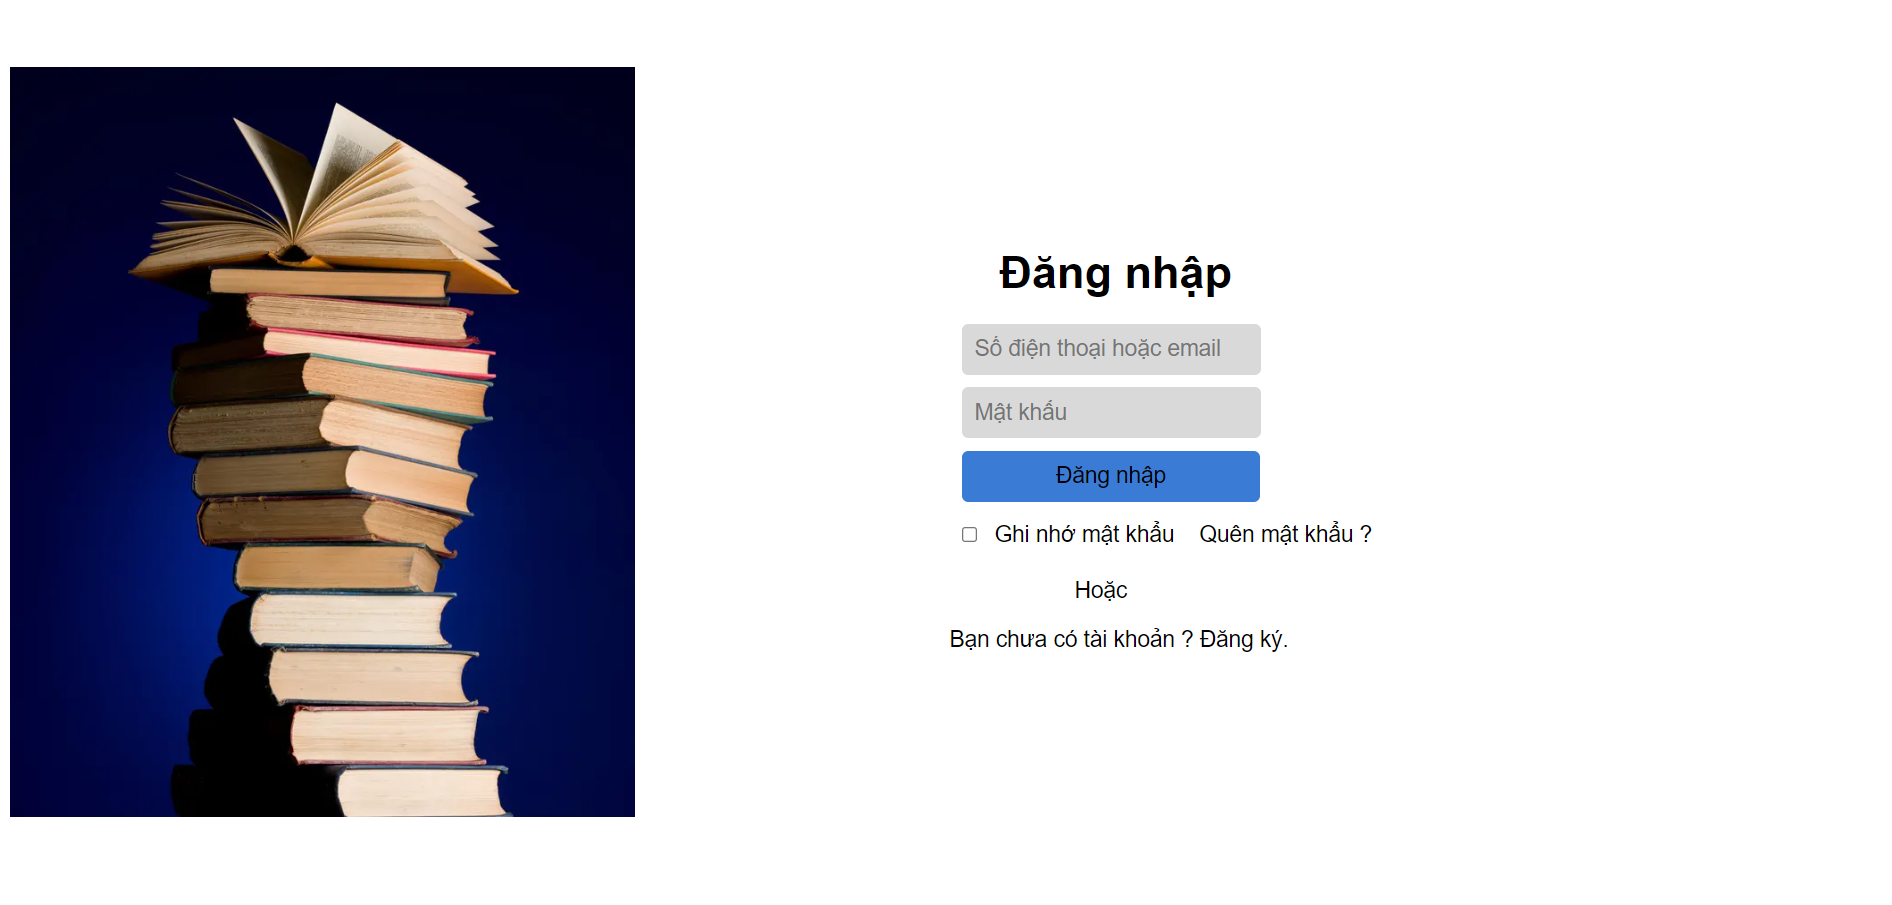 Đăng nhập
Số điện thoại hoặc email
Mật khẩu
Đăng nhập
Ghi nhớ mật khẩu Quên mật khẩu ?
Hoặc
Bạn chưa có tài khoản ? Đăng ký.